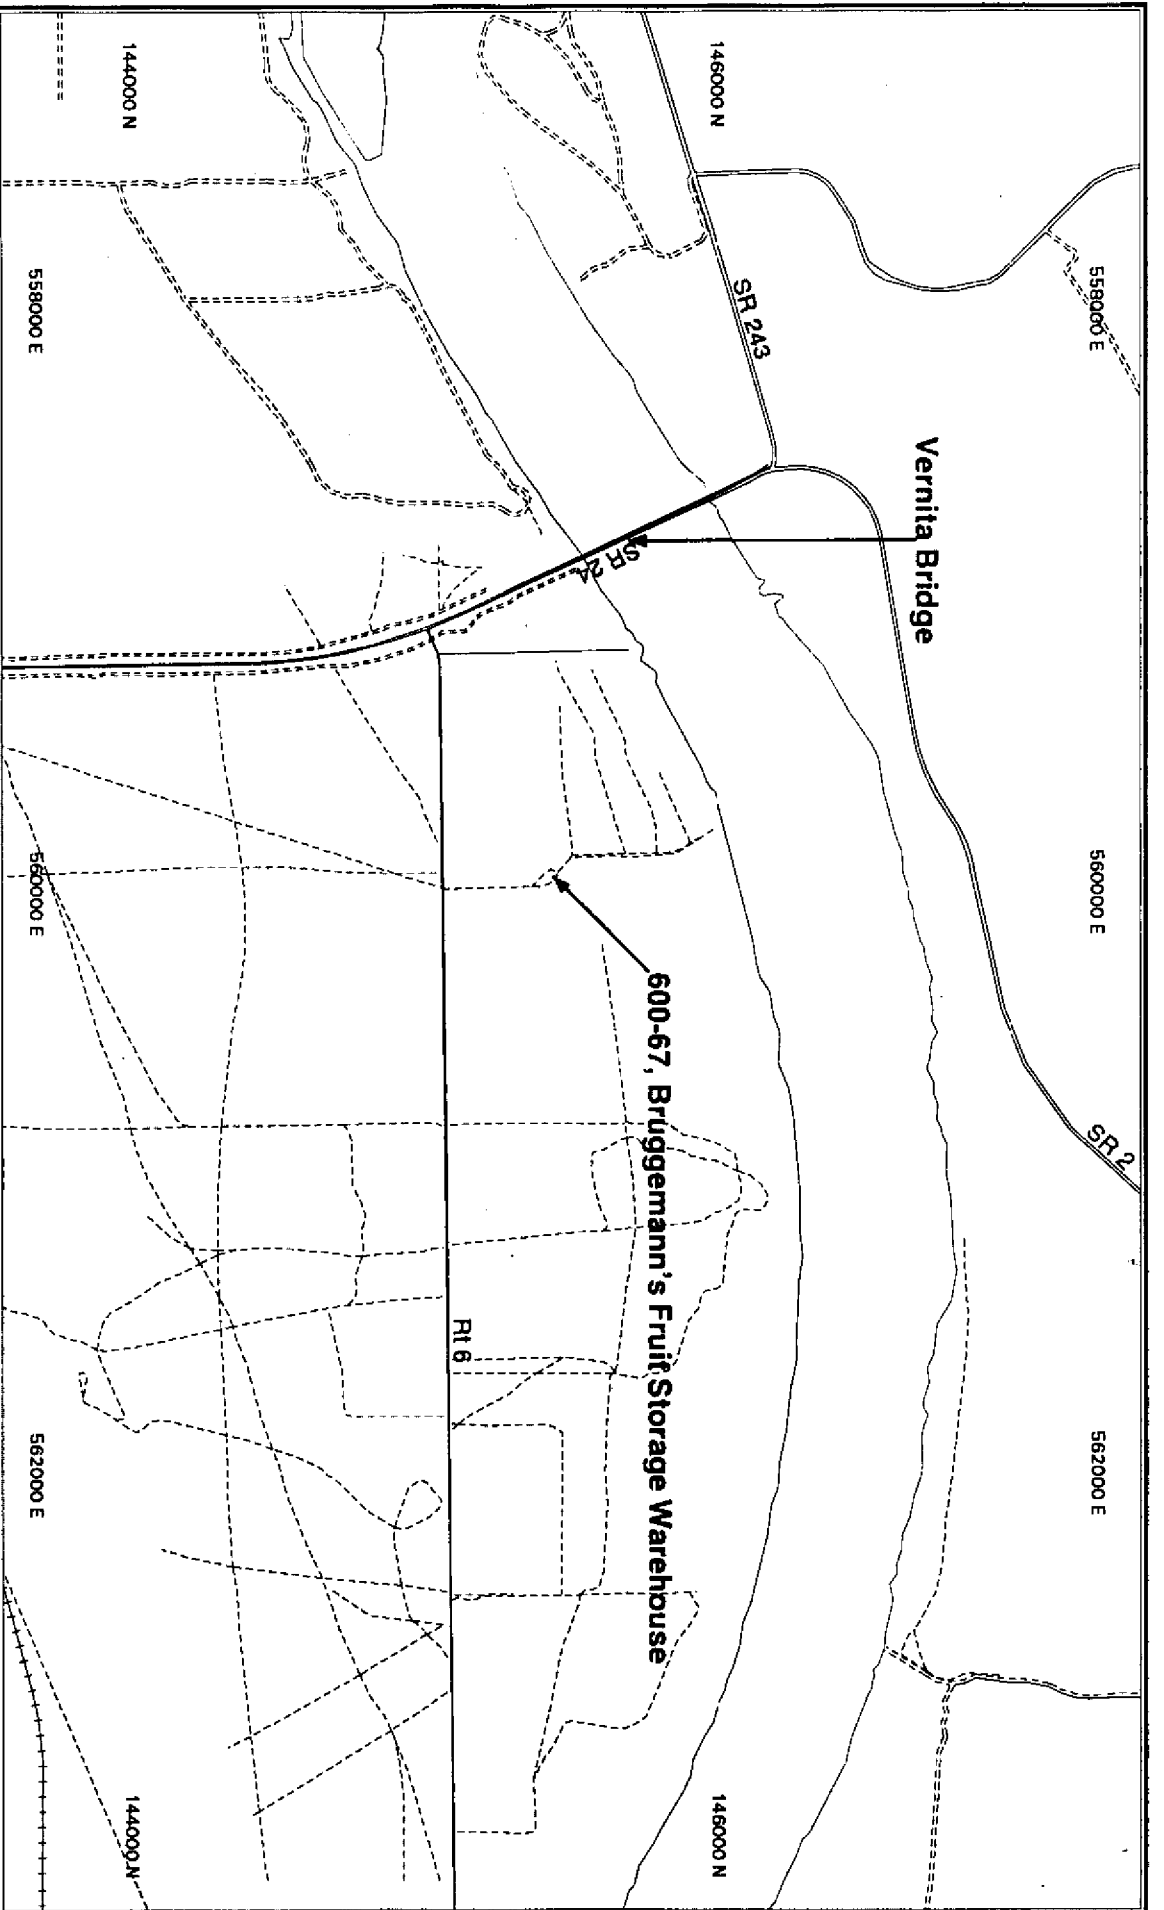 558000 E
560000 E
562000 E
SR 2
Vernita Bridge
SR 243
146000 N
146000 N
SR 24
600-67, Bruggemann's Fruit Storage Warehouse
Rt 6
144000 N
144000 N
558000 E
560000 E
562000 E